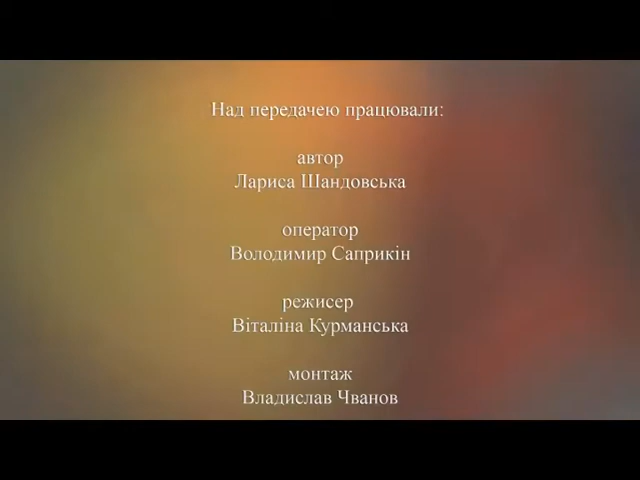 Над передачею працювали:
автор
Лариса Шандовська
оператор
Володимир Саприкін
режисер
Віталіна Курманська
монтаж
Владислав Чванов